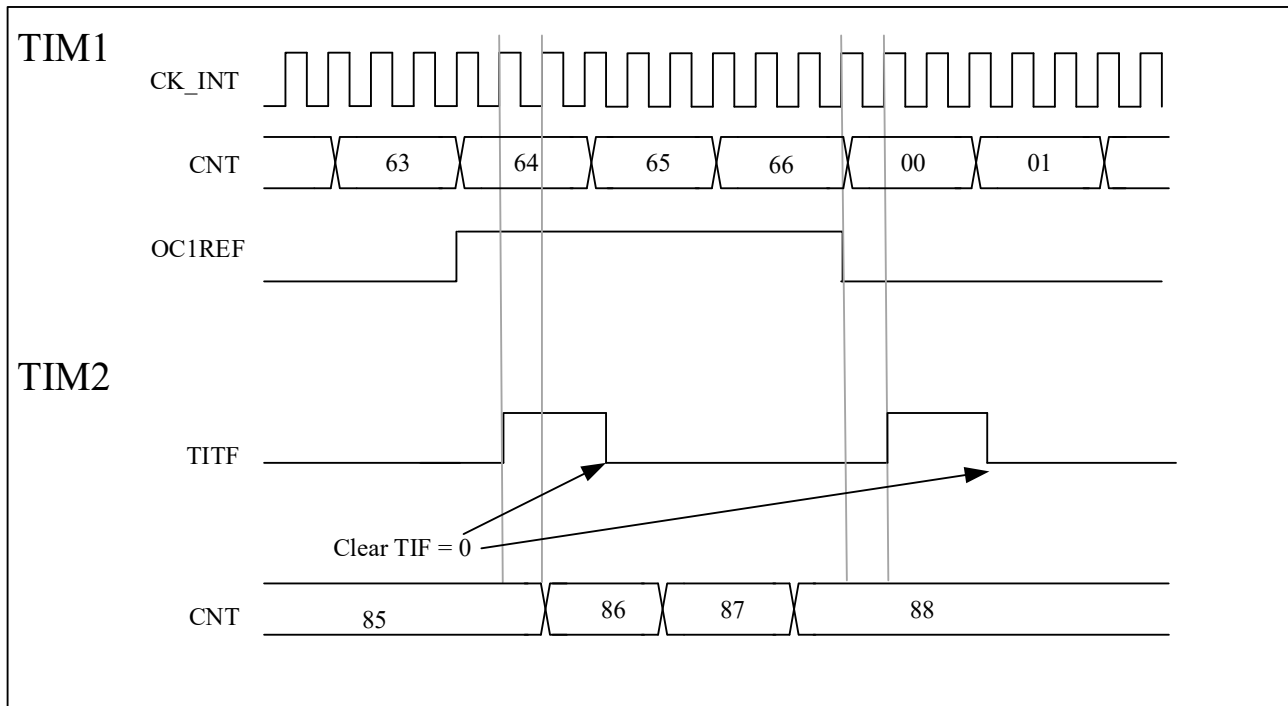 TIM1
CK_INT
CNT
63 64 65 66 00 01
OC1REF
TIM2
TITF
Clear TIF = 0
CNT
85 86 87 88